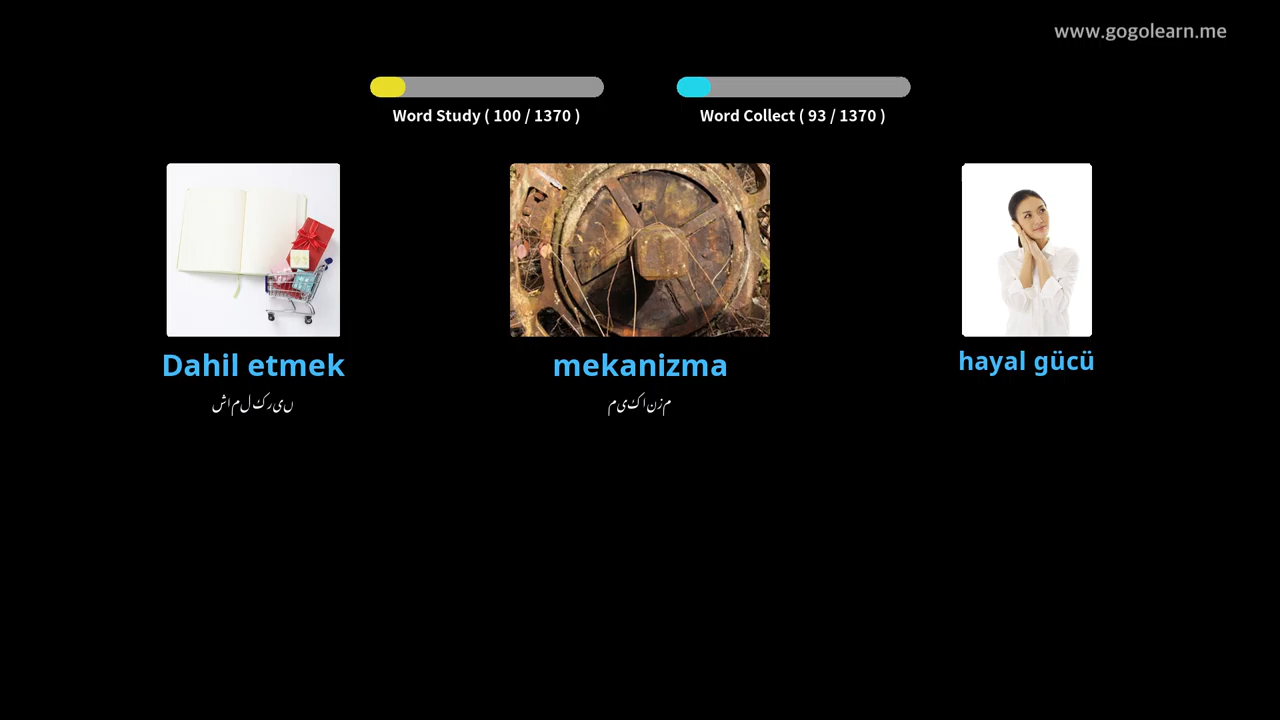 www.gogolearn.me
Word Study ( 100 / 1370 )
Word Collect ( 93 / 1370 )
Dahil etmek
شامل کریں
mekanizma
میکانزم
hayal gücü